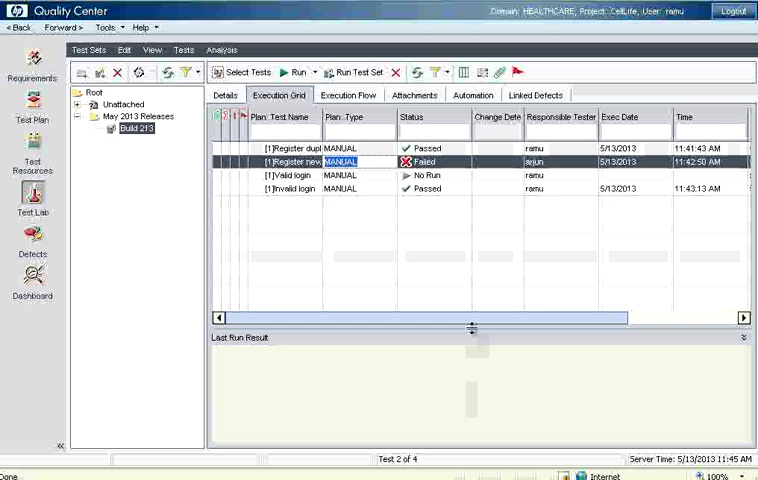 hp Quality Center
Domain: HEALTHCARE, Project: CellLife, User: ramu
Logout
< Back Forward > Tools Help
Requirements
Test Plan
Test Resources
Test Lab
Defects
Dashboard
Test Sets Edit View Tests Analysis
Root
Unattached
May 2013 Releases
Build 213
Select Tests Run Run Test Set
Details Execution Grid Execution Flow Attachments Automation Linked Defects
Plan: Test Name Plan: Type Status Change Date Responsible Tester Exec Date Time
[1]Register dupl MANUAL Passed ramu 5/13/2013 11:41:43 AM
[1]Register new MANUAL Failed arjun 5/13/2013 11:42:50 AM
[1]Valid login MANUAL No Run ramu
[1]Invalid login MANUAL Passed ramu 5/13/2013 11:43:13 AM
Last Run Result
Test 2 of 4
Server Time: 5/13/2013 11:45 AM
Done
Internet
100%